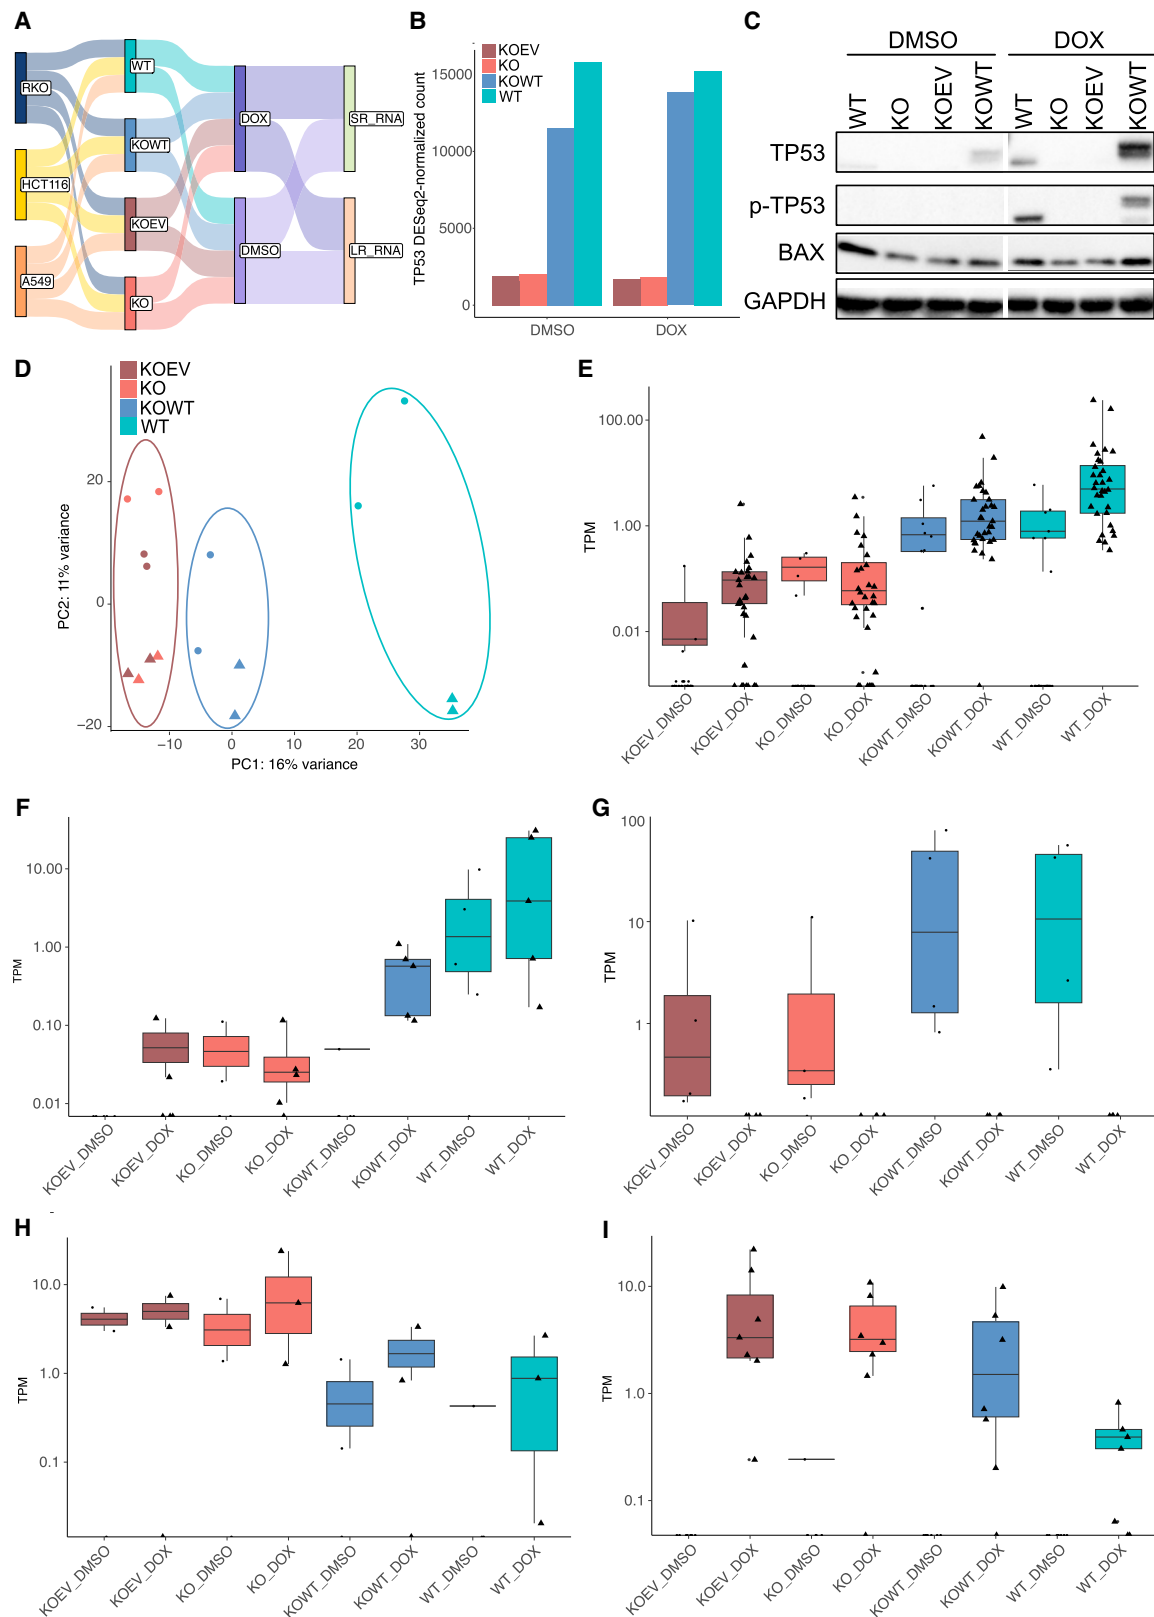 A
RKO
HCT116
A549
WT
KOWT
KOEV
KO
DOX
DMSO
SR_RNA
LR_RNA
B
KOEV
KO
KOWT
WT
TP53 DESeq2-normalized count
15000
10000
5000
0
DMSO
DOX
C
DMSO
DOX
WT
KO
KOEV
KOWT
WT
KO
KOEV
KOWT
TP53
p-TP53
BAX
GAPDH
D
KOEV
KO
KOWT
WT
PC2: 11% variance
20
0
−20
−10
0
10
20
30
PC1: 16% variance
E
TPM
100.00
1.00
0.01
KOEV_DMSO
KOEV_DOX
KO_DMSO
KO_DOX
KOWT_DMSO
KOWT_DOX
WT_DMSO
WT_DOX
F
TPM
10.00
1.00
0.10
0.01
KOEV_DMSO
KOEV_DOX
KO_DMSO
KO_DOX
KOWT_DMSO
KOWT_DOX
WT_DMSO
WT_DOX
G
TPM
100
10
1
KOEV_DMSO
KOEV_DOX
KO_DMSO
KO_DOX
KOWT_DMSO
KOWT_DOX
WT_DMSO
WT_DOX
H
TPM
10.0
1.0
0.1
KOEV_DMSO
KOEV_DOX
KO_DMSO
KO_DOX
KOWT_DMSO
KOWT_DOX
WT_DMSO
WT_DOX
I
TPM
10.0
1.0
0.1
KOEV_DMSO
KOEV_DOX
KO_DMSO
KO_DOX
KOWT_DMSO
KOWT_DOX
WT_DMSO
WT_DOX